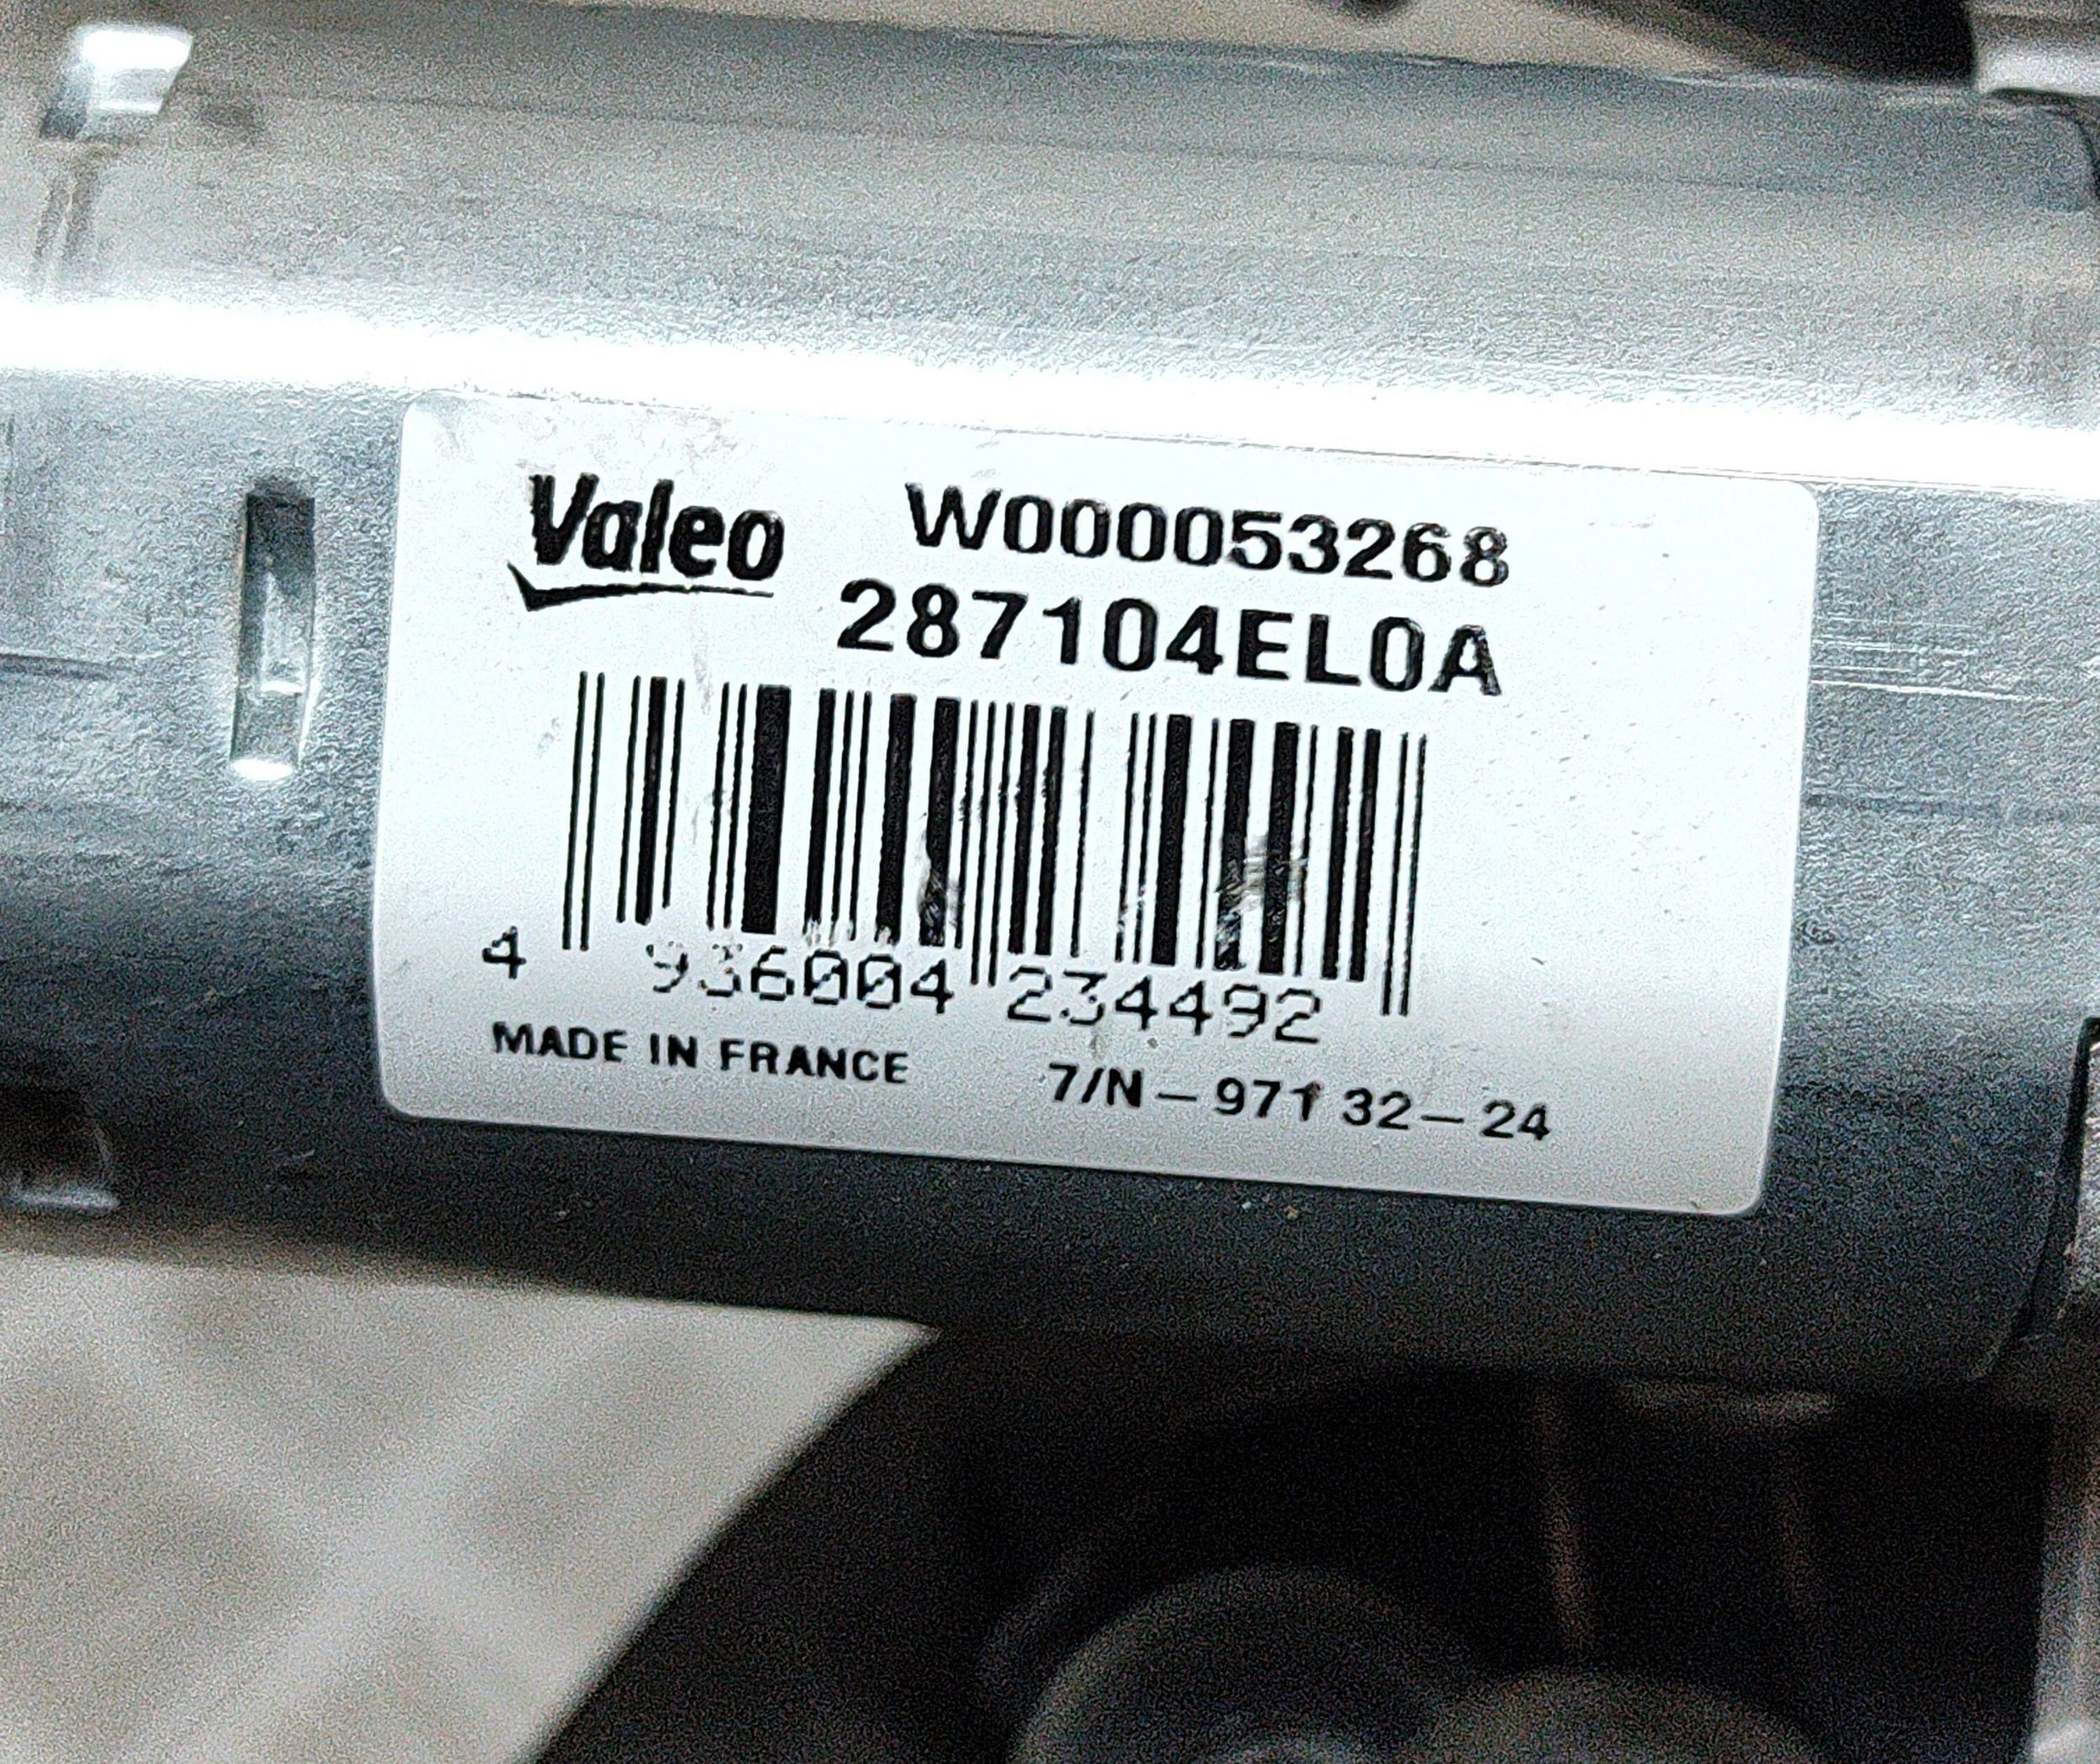 Valeo W000053268
287104EL0A
4 936004 234492
MADE IN FRANCE 7/N-971 32-24